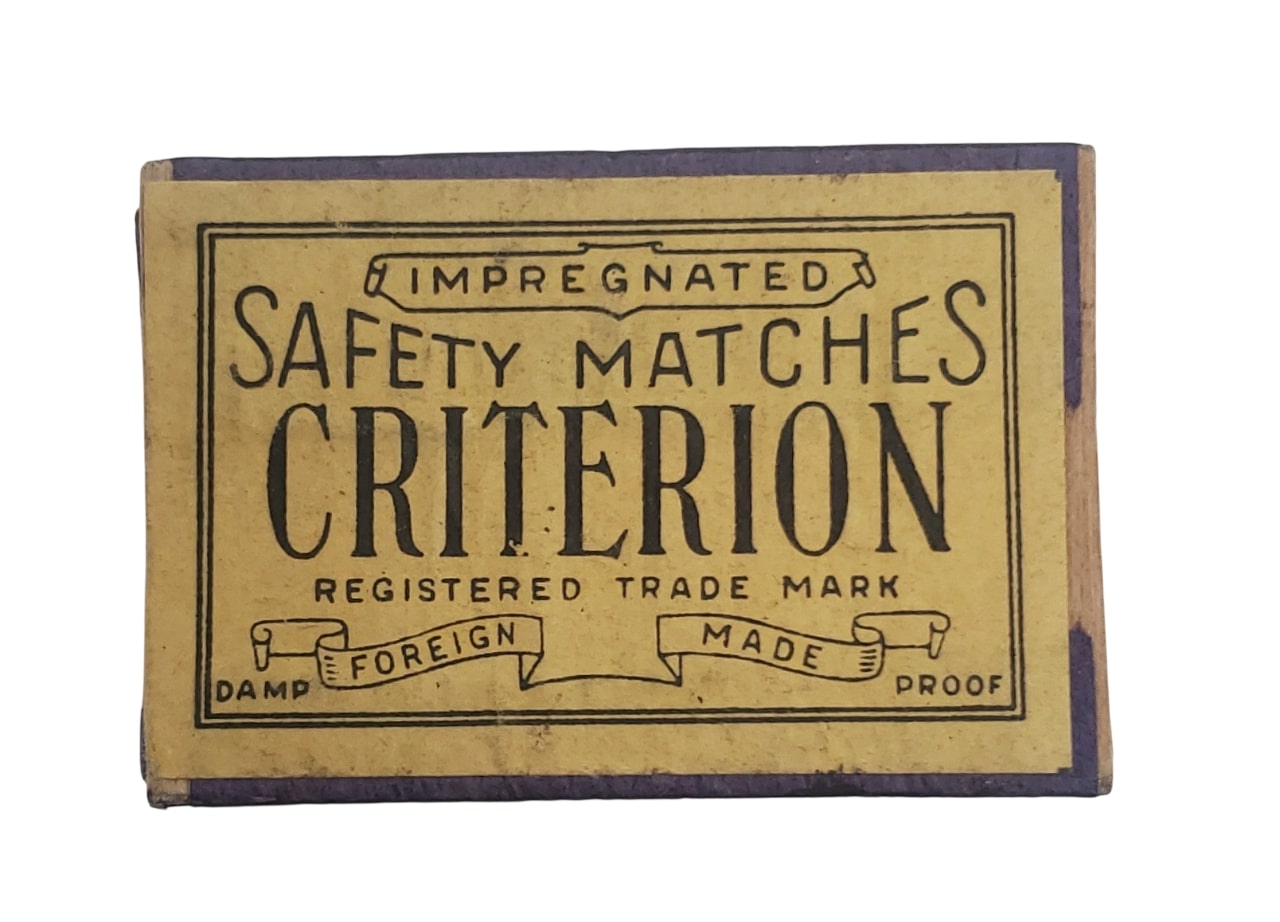 IMPREGNATED
SAFETY MATCHES
CRITERION
REGISTERED TRADE MARK
FOREIGN MADE
DAMP PROOF